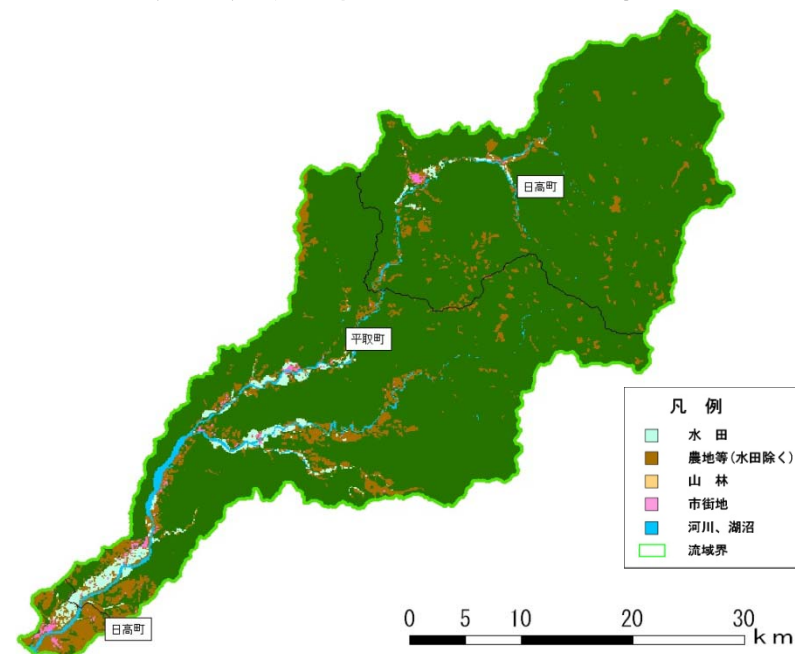 日高町
平取町
凡 例
水 田
農地等(水田除く)
山 林
市街地
河川、湖沼
流域界
日高町
0 5 10 20 30
km